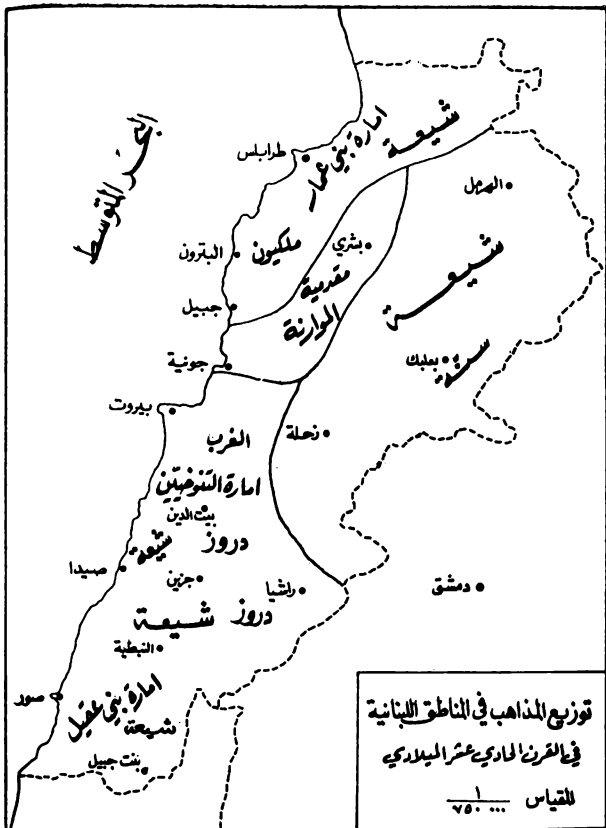 البحر المتوسط
امارة بني عمار
شيعة
طرابلس
الهرمل
ملكيون
بشري
البترون
مقدمية
الموارنة
شيعة
جبيل
سنة
بعلبك
جونية
بيروت
زحلة
الغرب
امارة التنوخيين
بيت الدين
دروز
شيعة
صيدا
جزين
راشيا
دمشق
دروز شيعة
النبطية
امارة بني عقيل
صور
شيعة
بنت جبيل
توزيع المذاهب في المناطق اللبنانية
في القرن الحادي عشر الميلادي
المقياس ١
٧٥٠٠٠٠